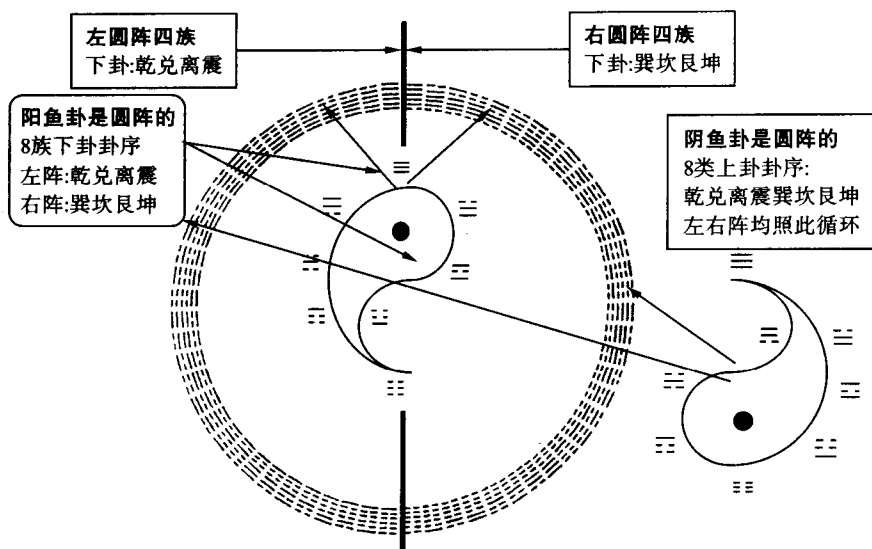 左圆阵四族
下卦:乾兑离震
右圆阵四族
下卦:巽坎艮坤
阳鱼卦是圆阵的
8族下卦卦序
左阵:乾兑离震
右阵:巽坎艮坤
阴鱼卦是圆阵的
8类上卦卦序:
乾兑离震巽坎艮坤
左右阵均照此循环